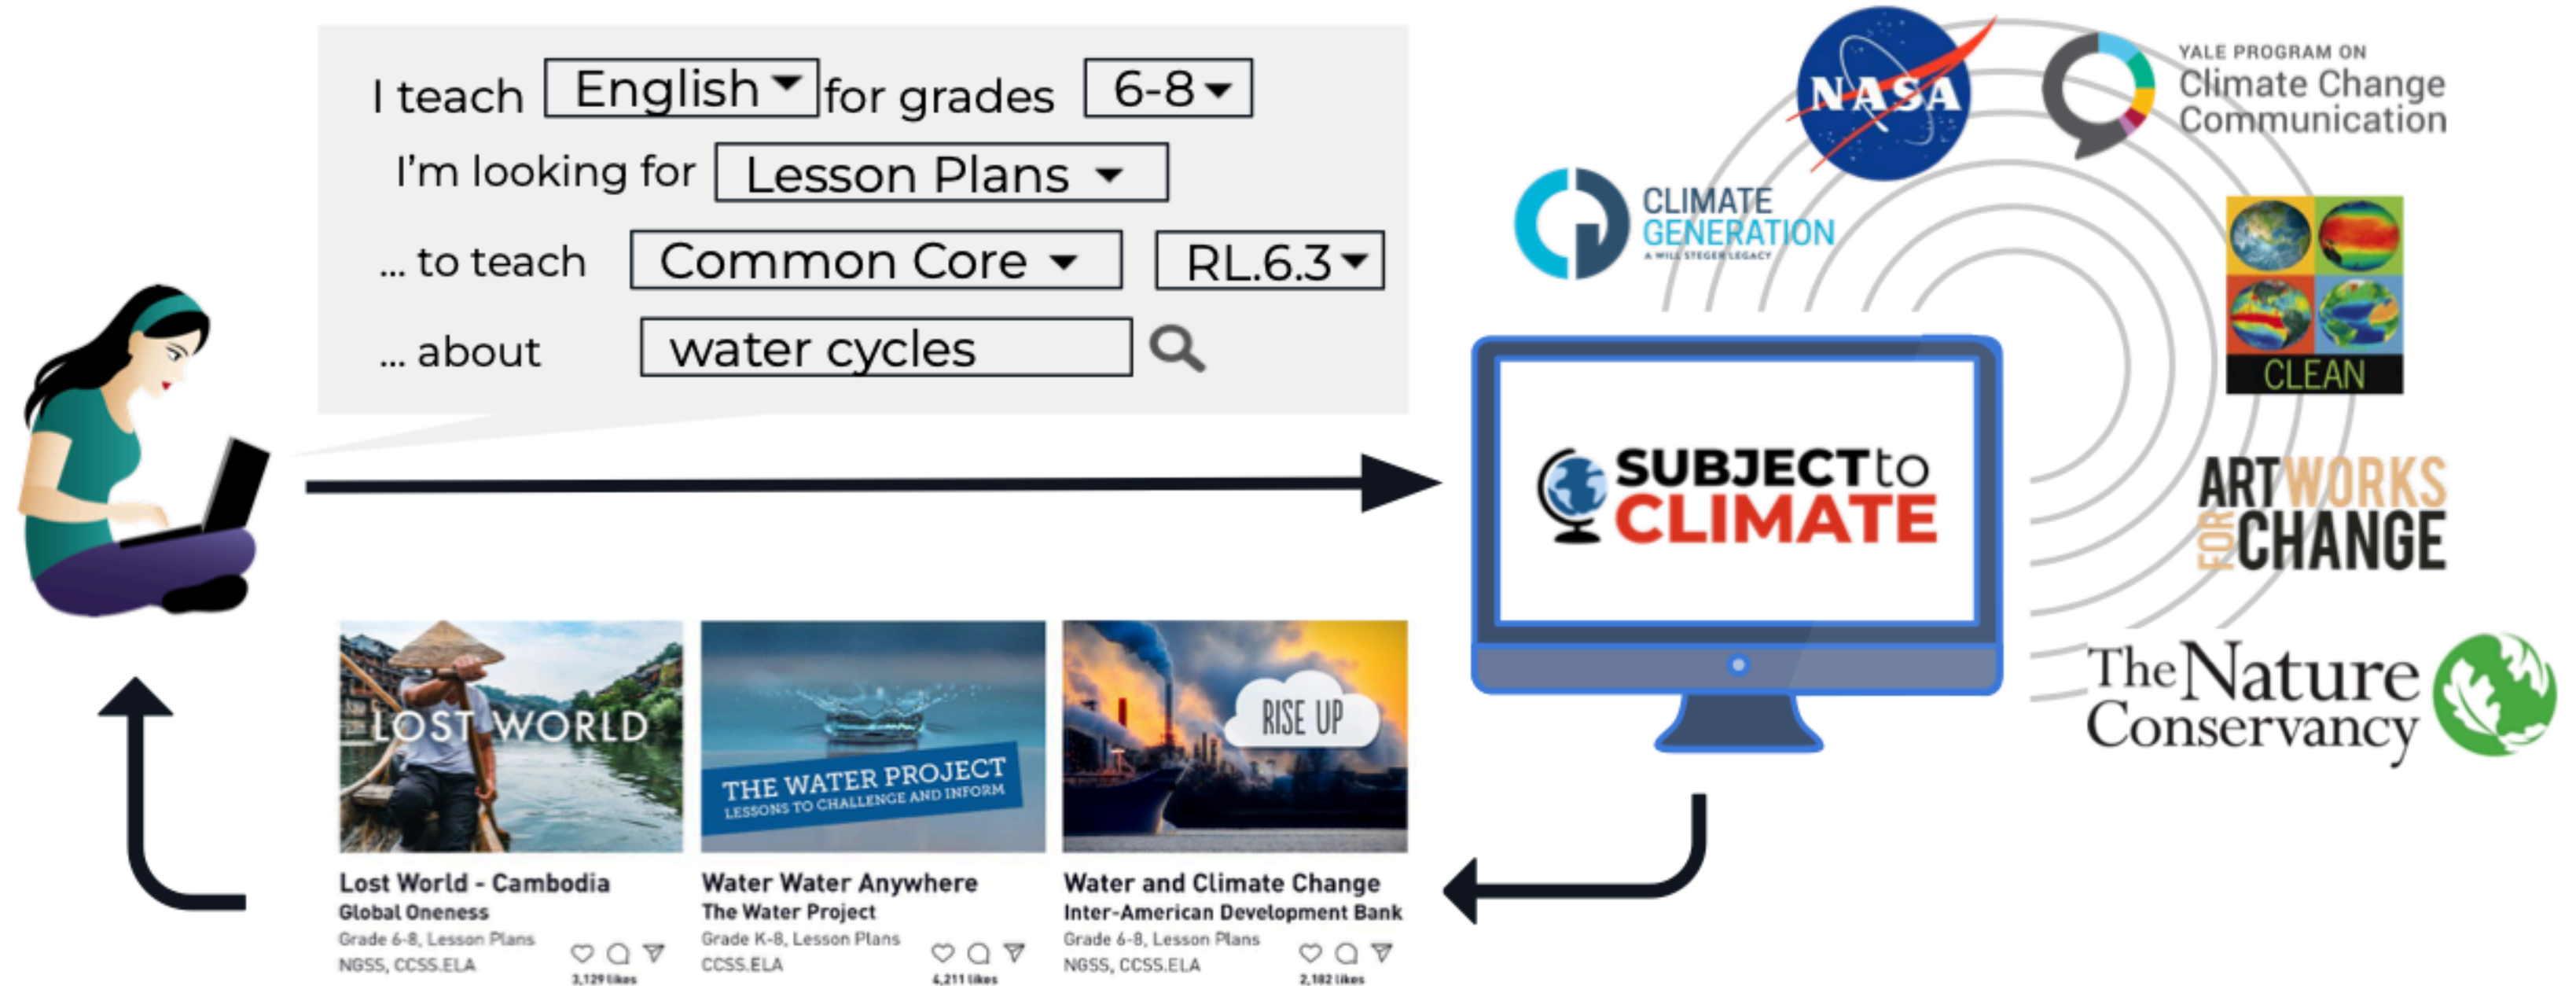 I teach English for grades 6-8
I'm looking for Lesson Plans
... to teach Common Core RL.6.3
... about water cycles
NASA
YALE PROGRAM ON
Climate Change
Communication
CLIMATE
GENERATION
A WILL STEGER LEGACY
CLEAN
SUBJECT to
CLIMATE
ART WORKS
FOR
CHANGE
The Nature
Conservancy
LOST WORLD
THE WATER PROJECT
LESSONS TO CHALLENGE AND INFORM
RISE UP
Lost World - Cambodia
Global Oneness
Grade 6-8, Lesson Plans
NGSS, CCSS.ELA
3,129 likes
Water Water Anywhere
The Water Project
Grade K-8, Lesson Plans
CCSS.ELA
4,211 likes
Water and Climate Change
Inter-American Development Bank
Grade 6-8, Lesson Plans
NGSS, CCSS.ELA
2,182 likes